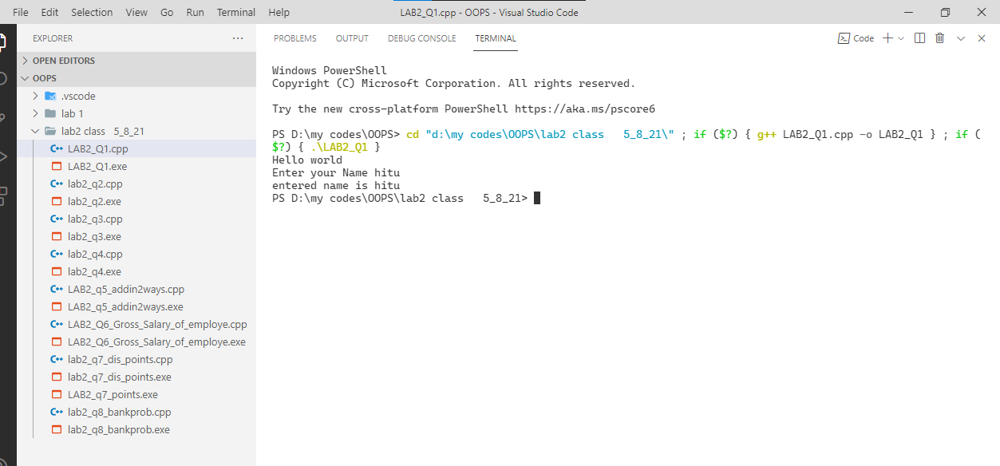 File Edit Selection View Go Run Terminal Help LAB2_Q1.cpp - OOPS - Visual Studio Code
EXPLORER ···
OPEN EDITORS
OOPS
.vscode
lab 1
lab2 class 5_8_21
LAB2_Q1.cpp
LAB2_Q1.exe
lab2_q2.cpp
lab2_q2.exe
lab2_q3.cpp
lab2_q3.exe
lab2_q4.cpp
lab2_q4.exe
LAB2_q5_addin2ways.cpp
LAB2_q5_addin2ways.exe
LAB2_Q6_Gross_Salary_of_employe.cpp
LAB2_Q6_Gross_Salary_of_employe.exe
lab2_q7_dis_points.cpp
lab2_q7_dis_points.exe
LAB2_q7_points.exe
lab2_q8_bankprob.cpp
lab2_q8_bankprob.exe
PROBLEMS OUTPUT DEBUG CONSOLE TERMINAL Code
Windows PowerShell
Copyright (C) Microsoft Corporation. All rights reserved.
Try the new cross-platform PowerShell https://aka.ms/pscore6
PS D:\my codes\OOPS> cd "d:\my codes\OOPS\lab2 class   5_8_21\" ; if ($?) { g++ LAB2_Q1.cpp -o LAB2_Q1 } ; if (
$?) { .\LAB2_Q1 }
Hello world
Enter your Name hitu
entered name is hitu
PS D:\my codes\OOPS\lab2 class   5_8_21>